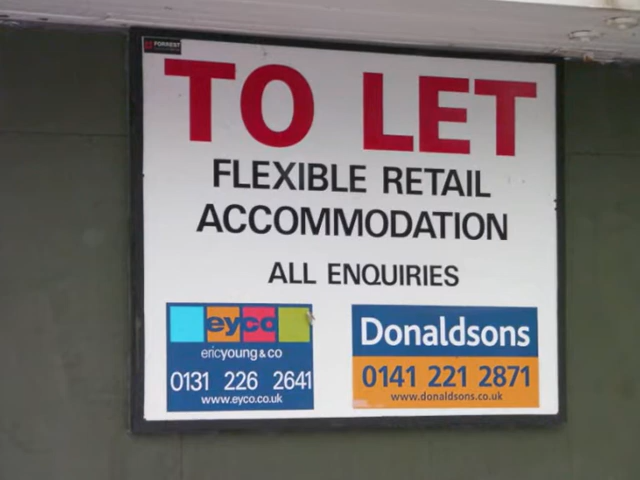 FORREST
TO LET
FLEXIBLE RETAIL
ACCOMMODATION
ALL ENQUIRIES
eyco
ericyoung & co
0131 226 2641
www.eyco.co.uk
Donaldsons
0141 221 2871
www.donaldsons.co.uk